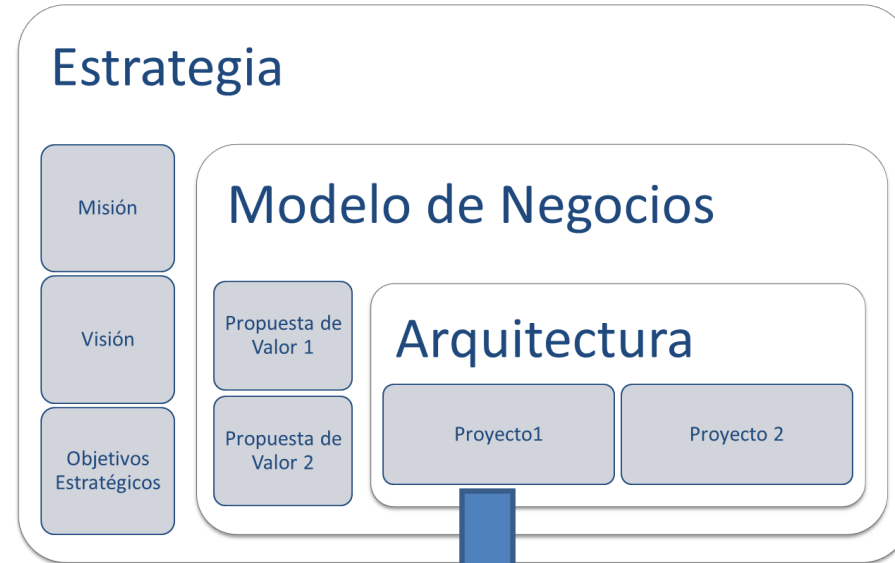 Estrategia
Misión
Visión
Objetivos
Estratégicos
Modelo de Negocios
Propuesta de
Valor 1
Propuesta de
Valor 2
Arquitectura
Proyecto1
Proyecto 2